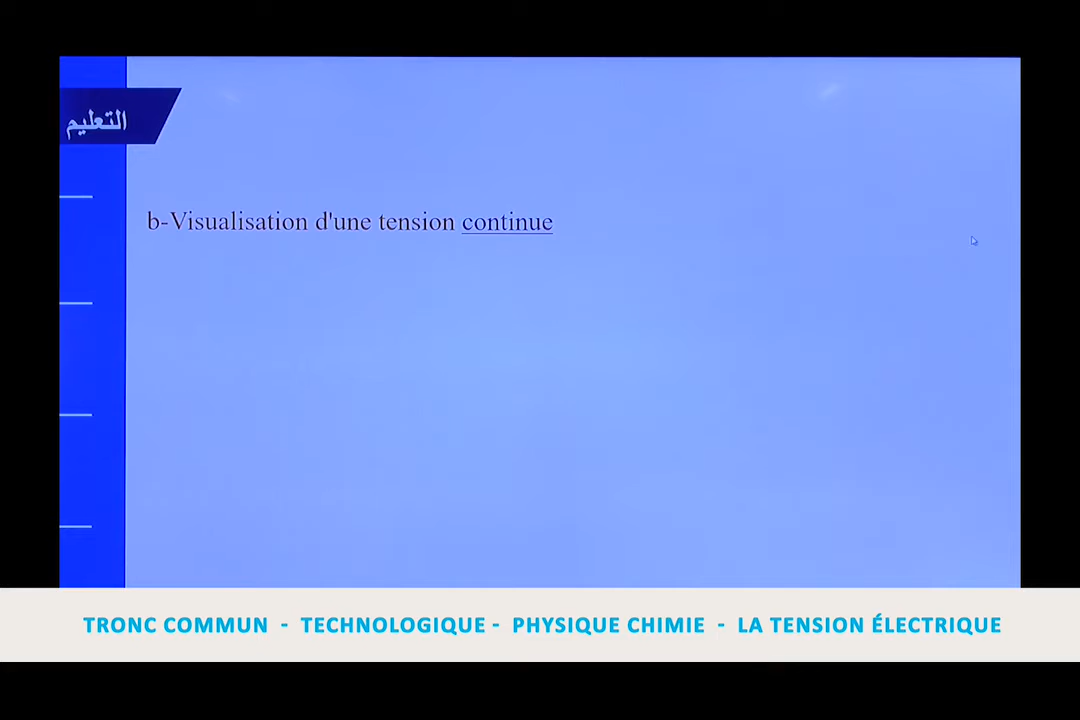 التعليم
b-Visualisation d'une tension continue
TRONC COMMUN - TECHNOLOGIQUE - PHYSIQUE CHIMIE - LA TENSION ÉLECTRIQUE